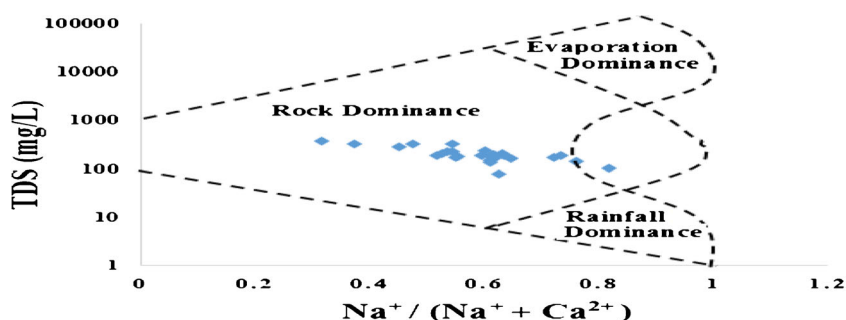 100000
10000
1000
100
10
1
TDS (mg/L)
Evaporation
Dominance
Rock Dominance
Rainfall
Dominance
0
0.2
0.4
0.6
0.8
1
1.2
Na⁺ / (Na⁺ + Ca²⁺)